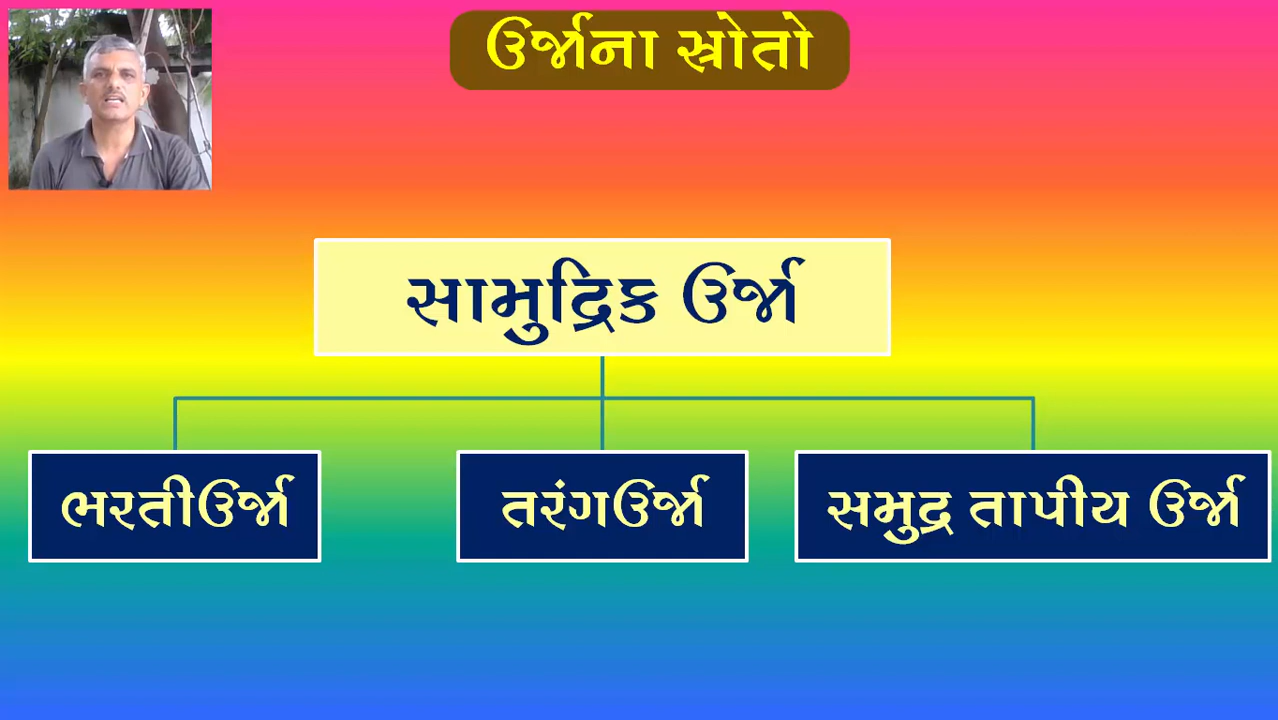 ઉર્જાના સ્રોતો
સામુદ્રિક ઉર્જા
ભરતીઉર્જા
તરંગઉર્જા
સમુદ્ર તાપીય ઉર્જા